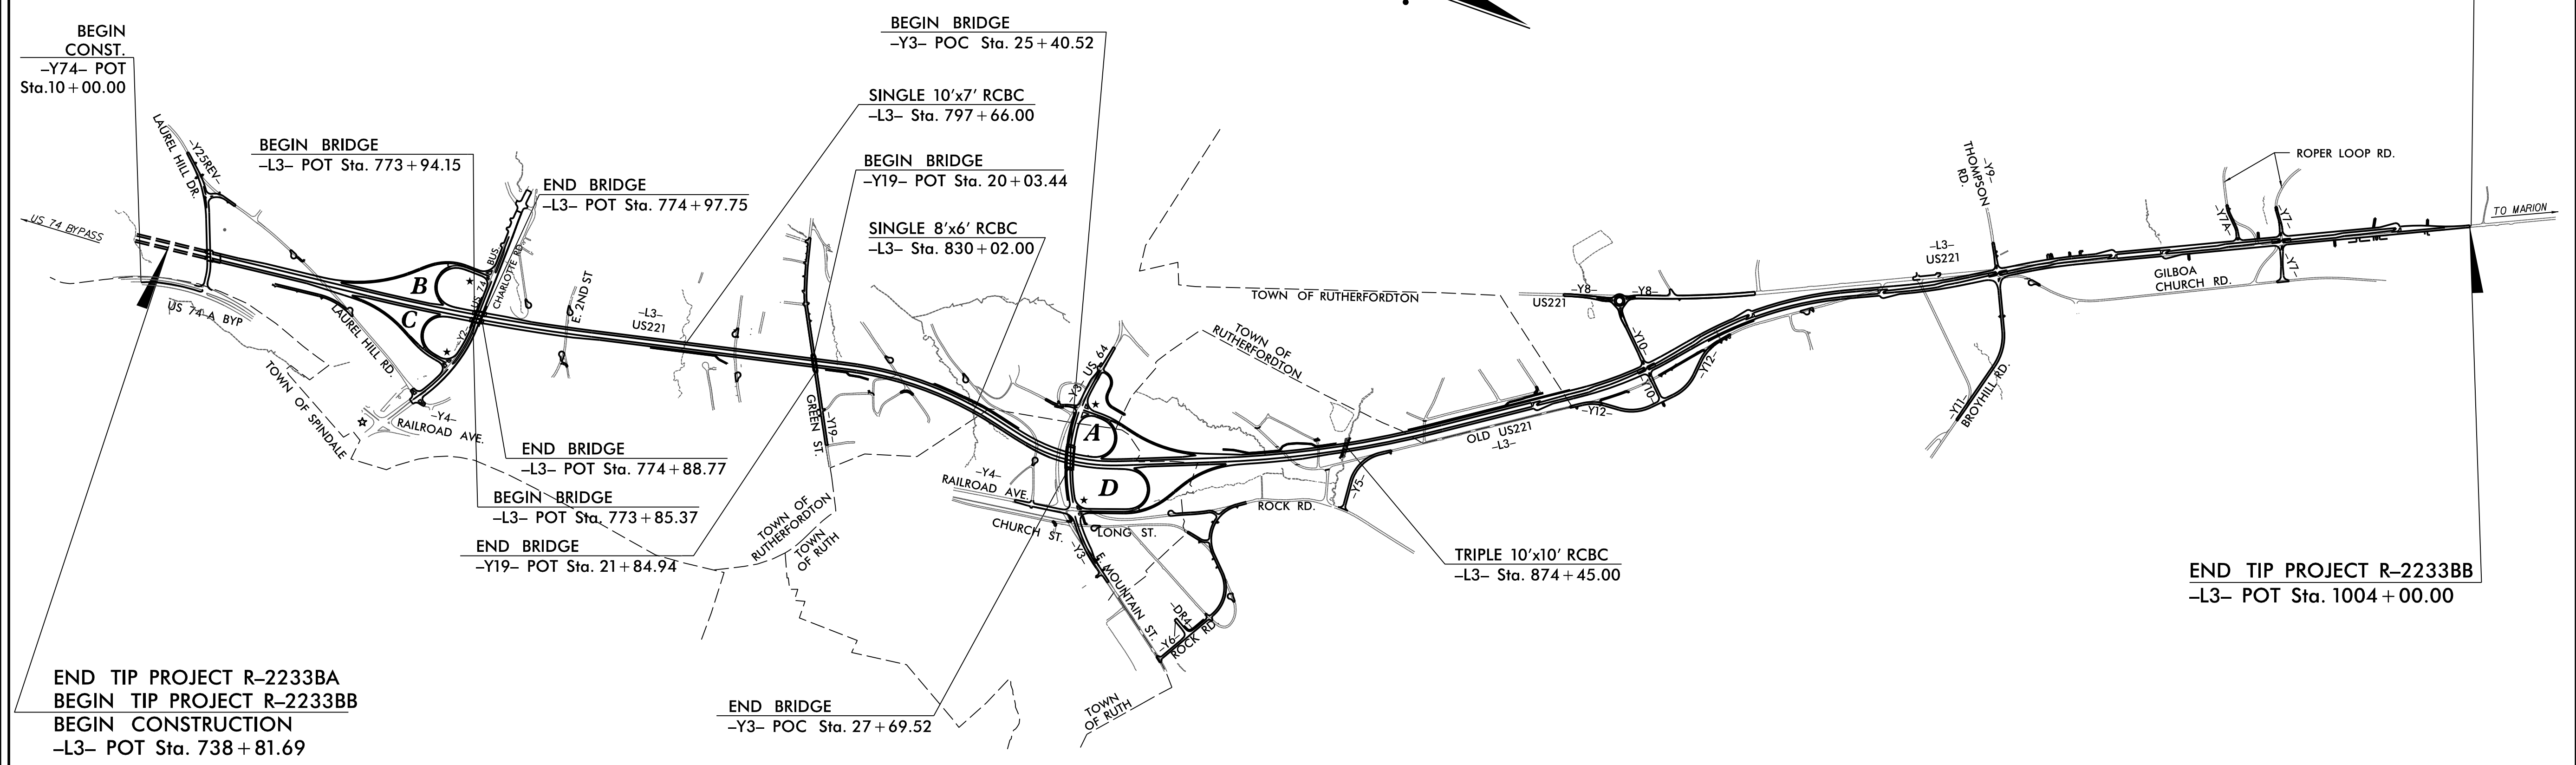 BEGIN
CONST.
–Y74– POT
Sta.10+00.00
BEGIN BRIDGE
–Y3– POC Sta. 25+40.52
SINGLE 10'x7' RCBC
–L3– Sta. 797+66.00
BEGIN BRIDGE
–L3– POT Sta. 773+94.15
BEGIN BRIDGE
–Y19– POT Sta. 20+03.44
END BRIDGE
–L3– POT Sta. 774+97.75
SINGLE 8'x6' RCBC
–L3– Sta. 830+02.00
LAUREL HILL DR.
–Y25REV–
US 74 BYPASS
US 74 A BYP
B
C
US 74 BUS.
CHARLOTTE RD
–Y2–
E. 2ND ST
LAUREL HILL RD.
TOWN OF SPINDALE
–Y4–
RAILROAD AVE.
–L3–
US221
GREEN ST.
–Y19–
–Y3– US 64
A
D
–Y4–
RAILROAD AVE.
CHURCH ST.
LONG ST.
–Y3–
E. MOUNTAIN ST.
–DR4–
–Y6–
ROCK RD.
ROCK RD.
–Y5–
TOWN OF RUTHERFORDTON
TOWN OF
RUTHERFORDTON
OLD US221
–L3–
US221
–Y8–
–Y8–
–Y10–
–Y10–
–Y12–
–Y12–
–Y9–
THOMPSON
RD.
–L3–
US221
–Y11–
BROYHILL RD.
ROPER LOOP RD.
–Y7A–
–Y7–
–Y7–
GILBOA
CHURCH RD.
TO MARION
END BRIDGE
–L3– POT Sta. 774+88.77
BEGIN BRIDGE
–L3– POT Sta. 773+85.37
END BRIDGE
–Y19– POT Sta. 21+84.94
TOWN OF
RUTHERFORDTON
TOWN
OF RUTH
TRIPLE 10'x10' RCBC
–L3– Sta. 874+45.00
END TIP PROJECT R–2233BB
–L3– POT Sta. 1004+00.00
END TIP PROJECT R–2233BA
BEGIN TIP PROJECT R–2233BB
BEGIN CONSTRUCTION
–L3– POT Sta. 738+81.69
END BRIDGE
–Y3– POC Sta. 27+69.52
TOWN
OF RUTH